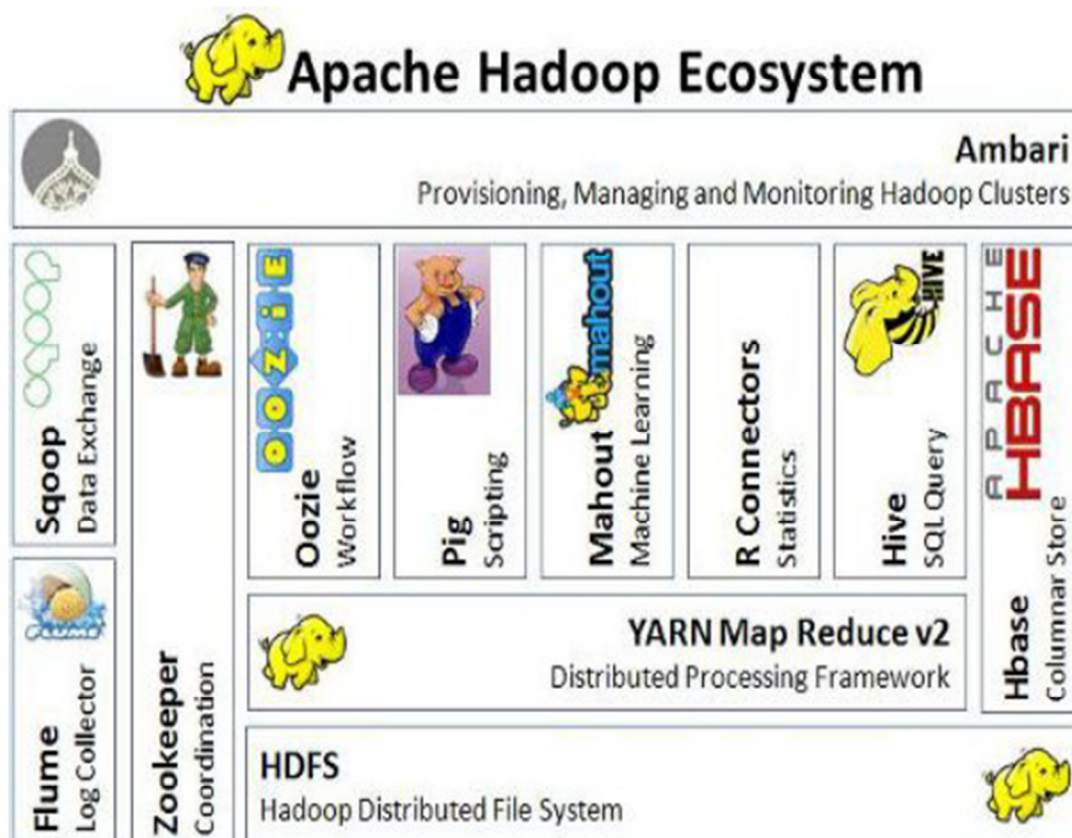 Apache Hadoop Ecosystem
Ambari
Provisioning, Managing and Monitoring Hadoop Clusters
sqoop
Sqoop
Data Exchange
FLUME
Flume
Log Collector
Zookeeper
Coordination
OOZiE
Oozie
Workflow
Pig
Scripting
mahout
Mahout
Machine Learning
R Connectors
Statistics
HIVE
Hive
SQL Query
APACHE
HBASE
Hbase
Columnar Store
YARN Map Reduce v2
Distributed Processing Framework
HDFS
Hadoop Distributed File System